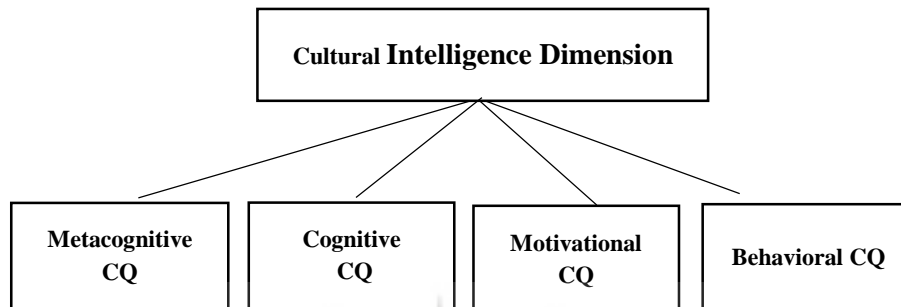 Cultural Intelligence Dimension
Metacognitive
CQ
Cognitive
CQ
Motivational
CQ
Behavioral CQ